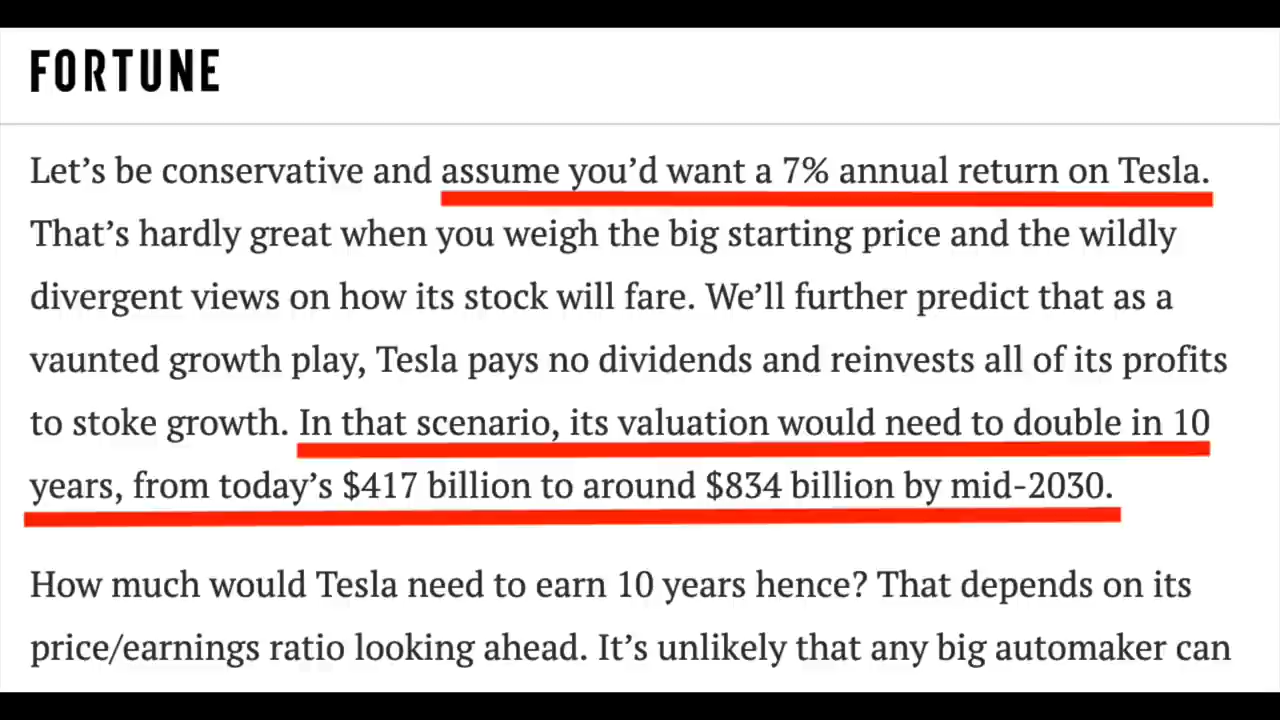 FORTUNE
Let’s be conservative and assume you’d want a 7% annual return on Tesla.
That’s hardly great when you weigh the big starting price and the wildly
divergent views on how its stock will fare. We’ll further predict that as a
vaunted growth play, Tesla pays no dividends and reinvests all of its profits
to stoke growth. In that scenario, its valuation would need to double in 10
years, from today’s $417 billion to around $834 billion by mid-2030.
How much would Tesla need to earn 10 years hence? That depends on its
price/earnings ratio looking ahead. It’s unlikely that any big automaker can